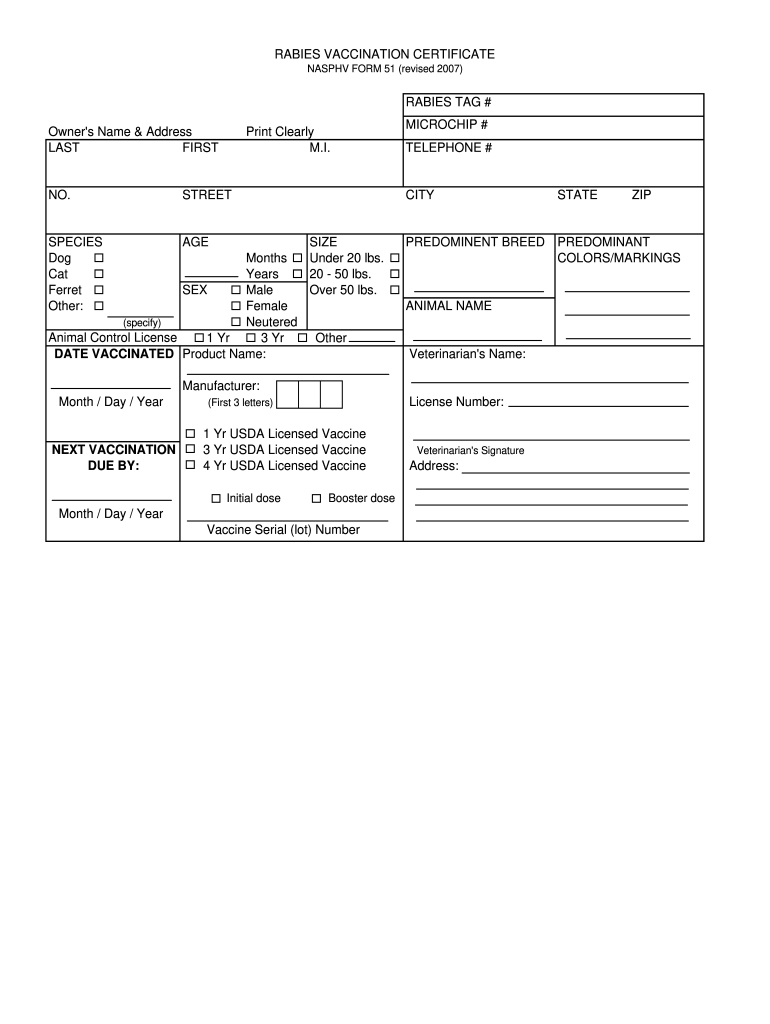 RABIES VACCINATION CERTIFICATE
NASPHV FORM 51 (revised 2007)
RABIES TAG #
MICROCHIP #
Owner's Name & Address Print Clearly
LAST FIRST M.I. TELEPHONE #
NO. STREET CITY STATE ZIP
SPECIES
Dog
Cat
Ferret
Other:
(specify)
AGE
Months
Years
SEX Male
Female
Neutered
SIZE
Under 20 lbs.
20 - 50 lbs.
Over 50 lbs.
PREDOMINENT BREED
ANIMAL NAME
PREDOMINANT
COLORS/MARKINGS
Animal Control License 1 Yr 3 Yr Other
DATE VACCINATED
Month / Day / Year
NEXT VACCINATION
DUE BY:
Month / Day / Year
Product Name:
Manufacturer:
(First 3 letters)
1 Yr USDA Licensed Vaccine
3 Yr USDA Licensed Vaccine
4 Yr USDA Licensed Vaccine
Initial dose Booster dose
Vaccine Serial (lot) Number
Veterinarian's Name:
License Number:
Veterinarian's Signature
Address: